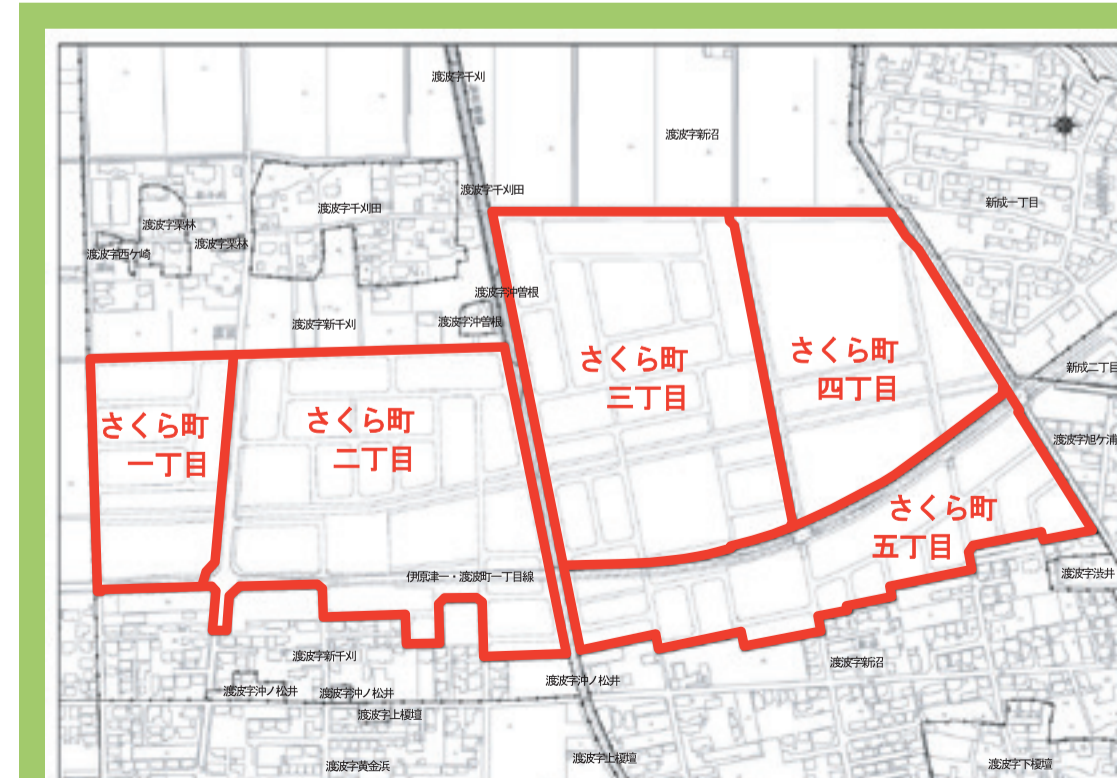 渡波字千刈
渡波字新沼
渡波字千刈田
渡波字千刈田
新成一丁目
渡波字栗林
渡波字栗林
渡波字西ケ崎
渡波字沖曽根
渡波字沖曽根
渡波字新千刈
さくら町
一丁目
さくら町
二丁目
さくら町
三丁目
さくら町
四丁目
新成二丁目
渡波字旭ケ浦
さくら町
五丁目
伊原津一・渡波町一丁目線
渡波字渋井
渡波字新千刈
渡波字新沼
渡波字沖ノ松井
渡波字沖ノ松井
渡波字沖ノ松井
渡波字上榎壇
渡波字上榎壇
渡波字黄金浜
渡波字下榎壇